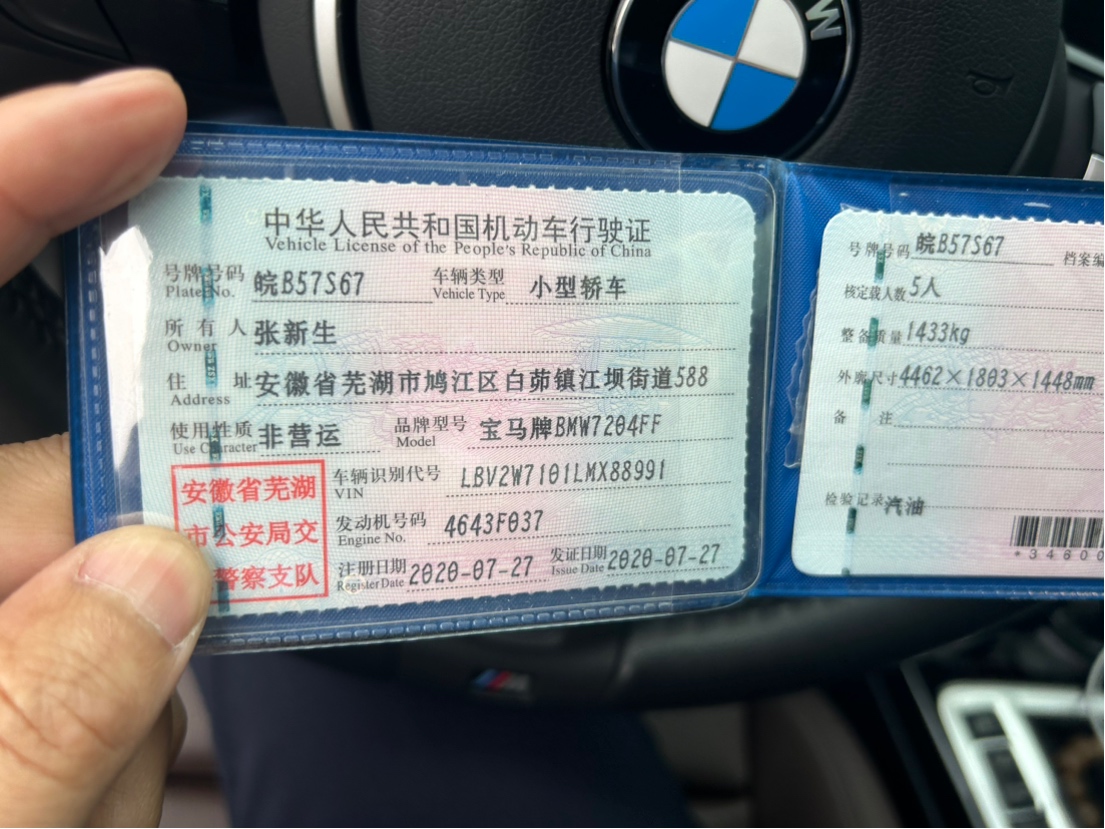 W
中华人民共和国机动车行驶证
Vehicle License of the People's Republic of China
号牌号码 皖B57S67 车辆类型 小型轿车
Plate No. Vehicle Type
所有人 张新生
Owner
住址 安徽省芜湖市鸠江区白茆镇江坝街道588
Address
使用性质 非营运 品牌型号 宝马牌BMW7204FF
Use Character Model
安徽省芜湖
市公安局交
警察支队
车辆识别代号 LBV2W7101LMX88991
VIN
发动机号码 4643F037
Engine No.
注册日期 2020-07-27 发证日期 2020-07-27
Register Date Issue Date
号牌号码 皖B57S67 档案编
核定载人数 5人
整备质量 1433kg
外廓尺寸 4462×1803×1448mm
备注
检验记录 汽油
*34600